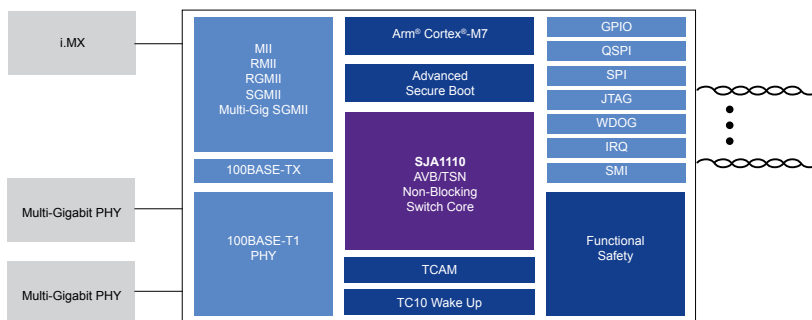 i.MX
Multi-Gigabit PHY
Multi-Gigabit PHY
MII
RMII
RGMII
SGMII
Multi-Gig SGMII
100BASE-TX
100BASE-T1
PHY
Arm® Cortex®-M7
Advanced
Secure Boot
SJA1110
AVB/TSN
Non-Blocking
Switch Core
TCAM
TC10 Wake Up
GPIO
QSPI
SPI
JTAG
WDOG
IRQ
SMI
Functional
Safety